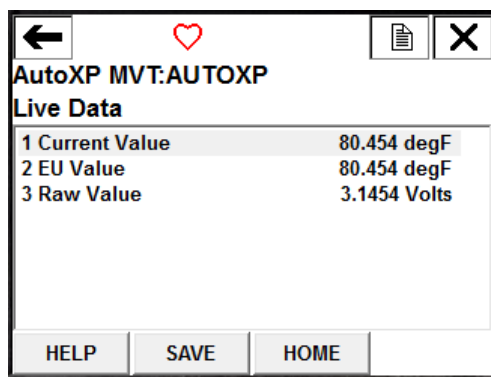 AutoXP MVT:AUTOXP
Live Data
1 Current Value 80.454 degF
2 EU Value 80.454 degF
3 Raw Value 3.1454 Volts
HELP SAVE HOME